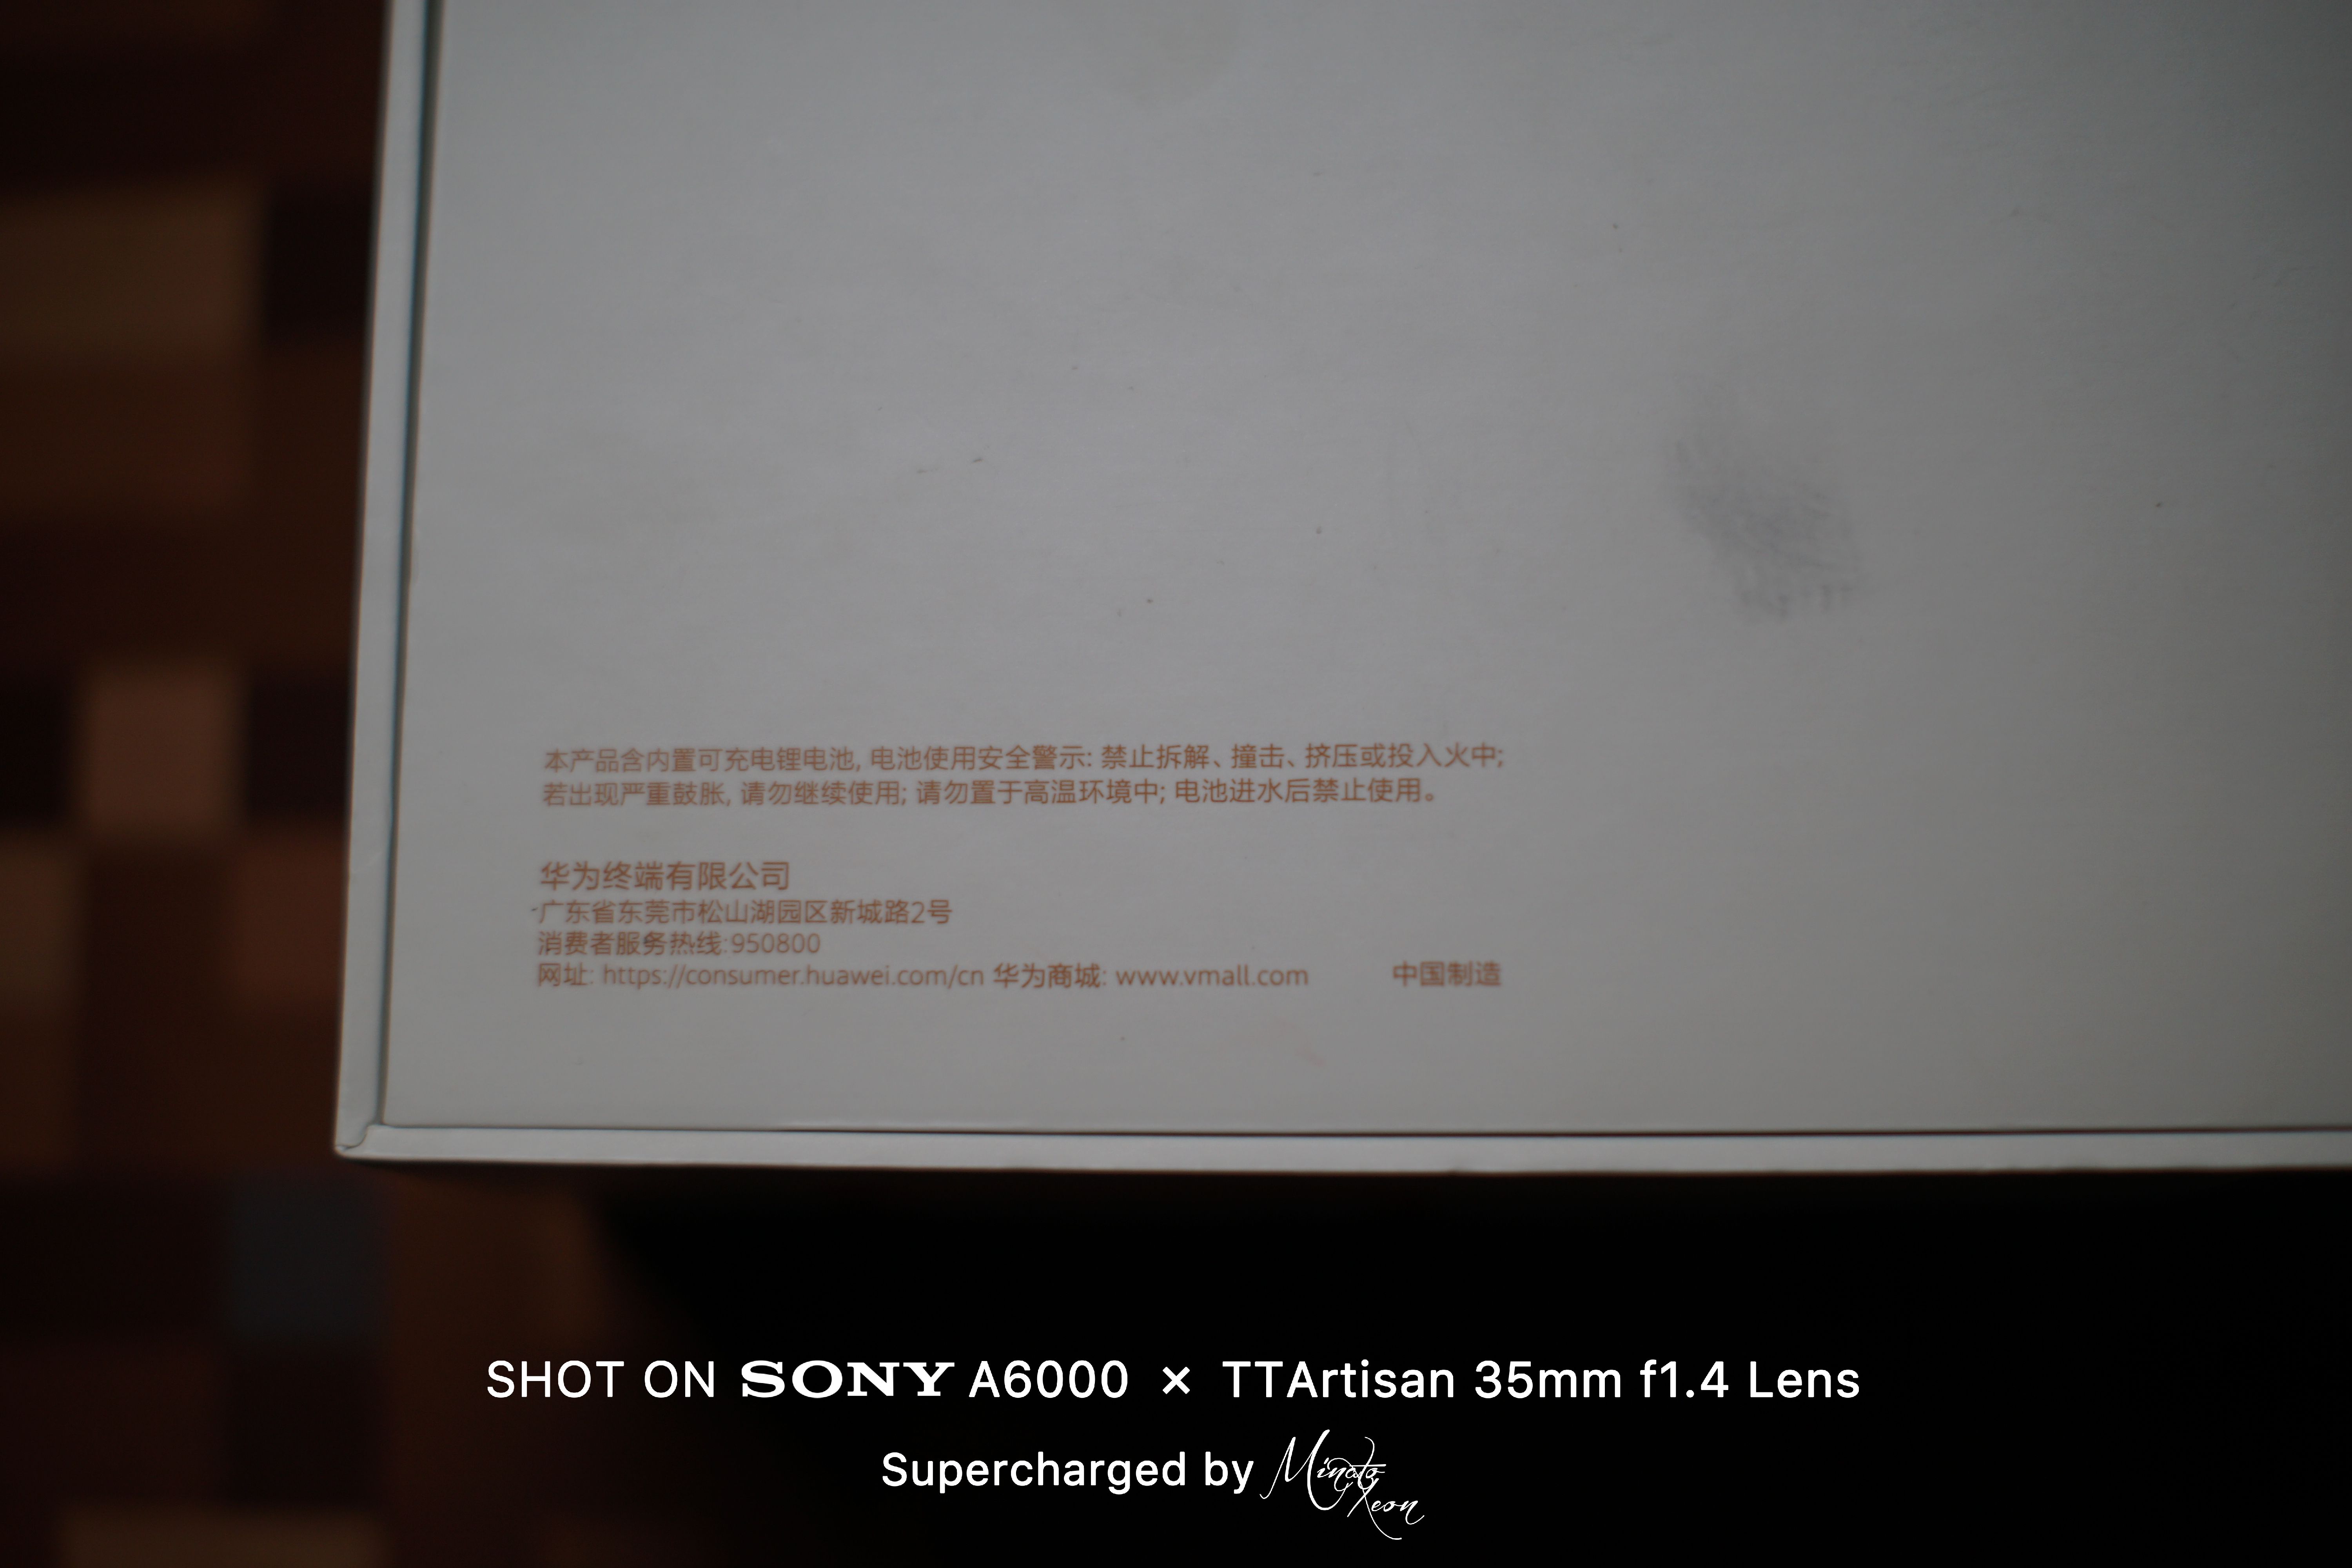 本产品含内置可充电锂电池, 电池使用安全警示: 禁止拆解、撞击、挤压或投入火中;
若出现严重鼓胀, 请勿继续使用; 请勿置于高温环境中; 电池进水后禁止使用。
华为终端有限公司
广东省东莞市松山湖园区新城路2号
消费者服务热线:950800
网址: https://consumer.huawei.com/cn 华为商城: www.vmall.com 中国制造
SHOT ON SONY A6000 × TTArtisan 35mm f1.4 Lens
Supercharged by Minato Xeon